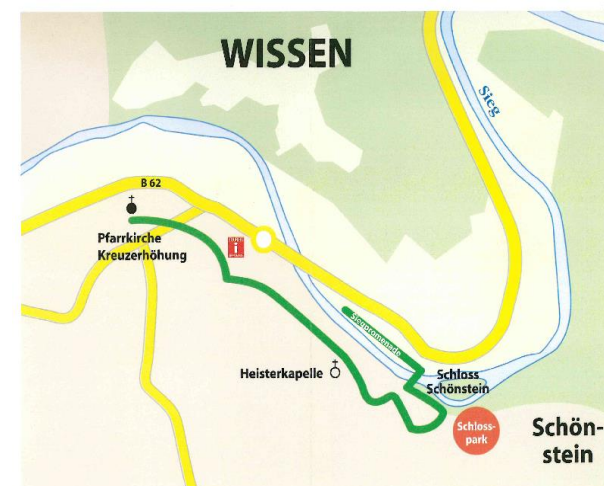 WISSEN
Sieg
B 62
Pfarrkirche
Kreuzerhöhung
i
Siegpromenade
Heisterkapelle
Schloss
Schönstein
Schloss-
park
Schön-
stein